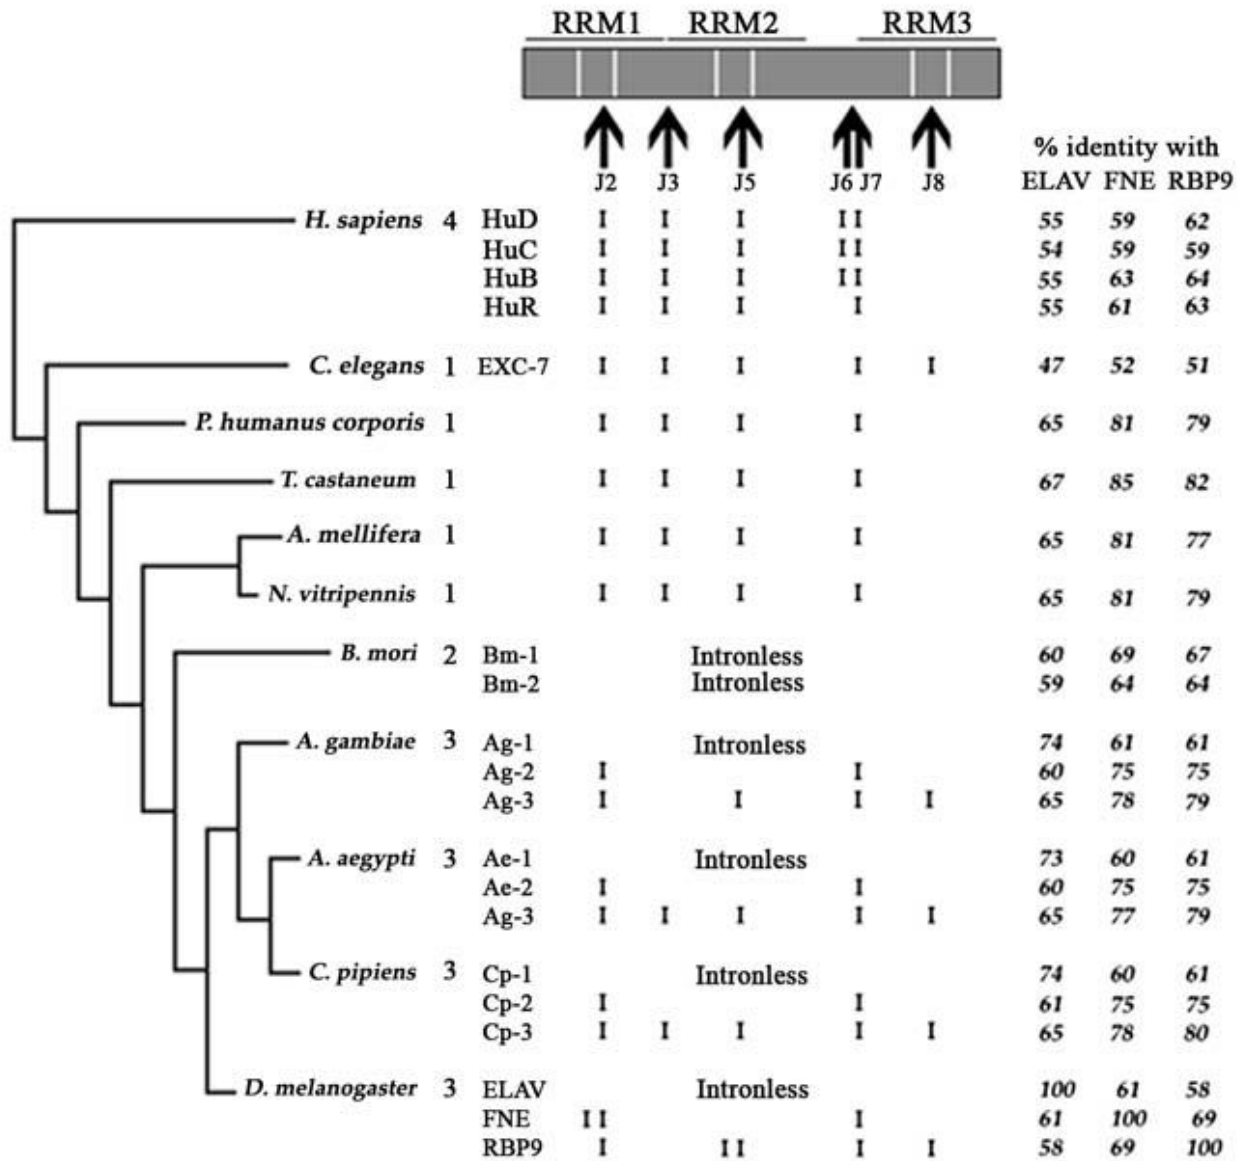 RRM1 RRM2 RRM3
% identity with
J2 J3 J5 J6 J7 J8 ELAV FNE RBP9
H. sapiens 4 HuD I I I I I 55 59 62
HuC I I I I I 54 59 59
HuB I I I I I 55 63 64
HuR I I I I 55 61 63
C. elegans 1 EXC-7 I I I I I 47 52 51
P. humanus corporis 1 I I I I 65 81 79
T. castaneum 1 I I I I 67 85 82
A. mellifera 1 I I I I 65 81 77
N. vitripennis 1 I I I I 65 81 79
B. mori 2 Bm-1 Intronless 60 69 67
Bm-2 Intronless 59 64 64
A. gambiae 3 Ag-1 Intronless 74 61 61
Ag-2 I I 60 75 75
Ag-3 I I I I 65 78 79
A. aegypti 3 Ae-1 Intronless 73 60 61
Ae-2 I I 60 75 75
Ag-3 I I I I I 65 77 79
C. pipiens 3 Cp-1 Intronless 74 60 61
Cp-2 I I 61 75 75
Cp-3 I I I I I 65 78 80
D. melanogaster 3 ELAV Intronless 100 61 58
FNE I I I 61 100 69
RBP9 I I I I I 58 69 100